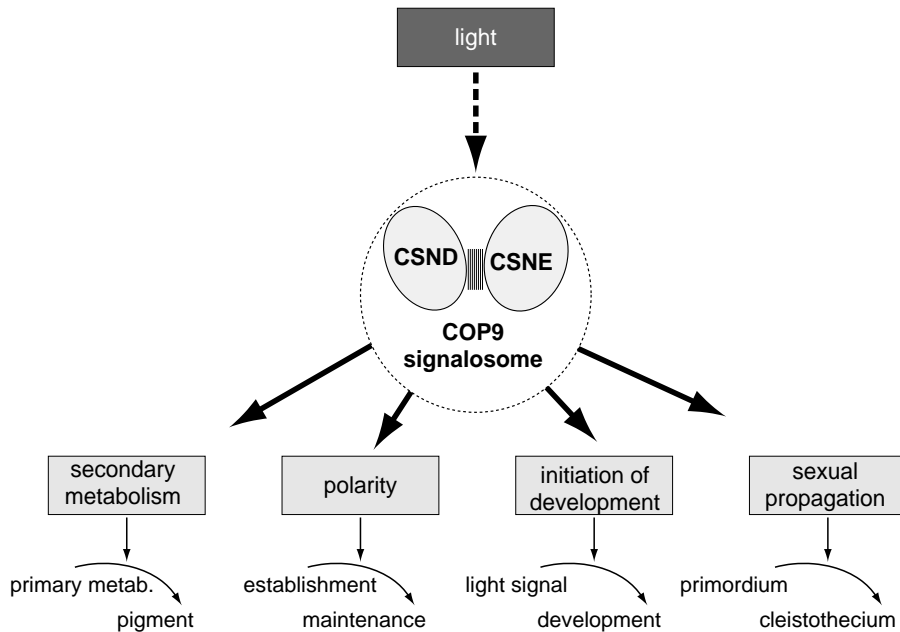 light
CSND
CSNE
COP9
signalosome
secondary
metabolism
polarity
initiation of
development
sexual
propagation
primary metab.
pigment
establishment
maintenance
light signal
development
primordium
cleistothecium